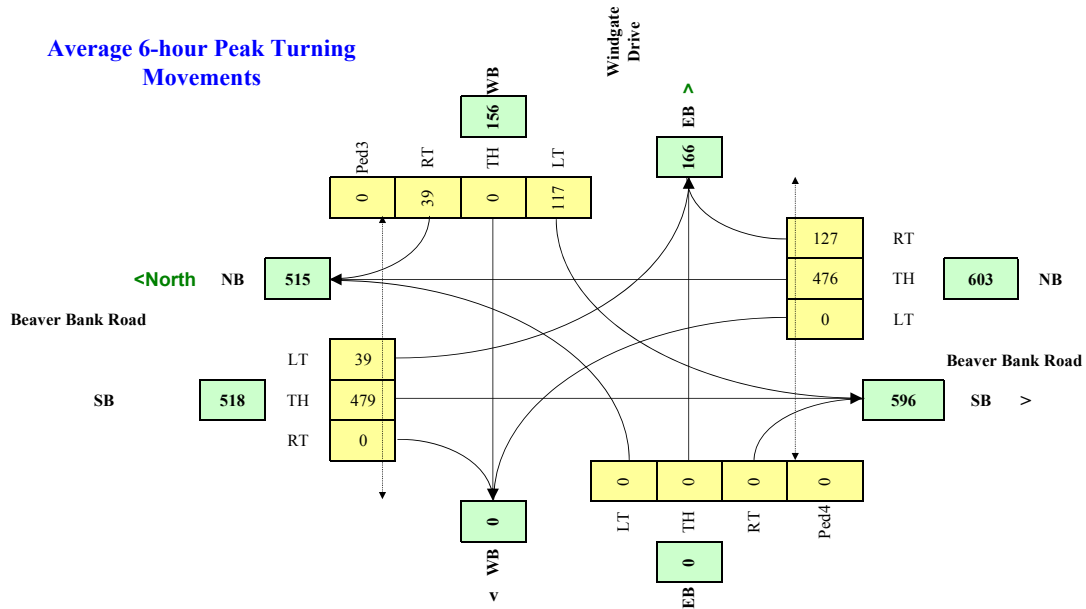 Average 6-hour Peak Turning
Movements
Windgate
Drive
WB
156
^
EB
166
Ped3 RT TH LT
0 39 0 117
127 RT
<North NB 515
476 TH 603 NB
0 LT
Beaver Bank Road
LT 39
Beaver Bank Road
SB 518 TH 479
596 SB >
RT 0
0 0 0 0
LT TH RT Ped4
0
WB
v
0
EB